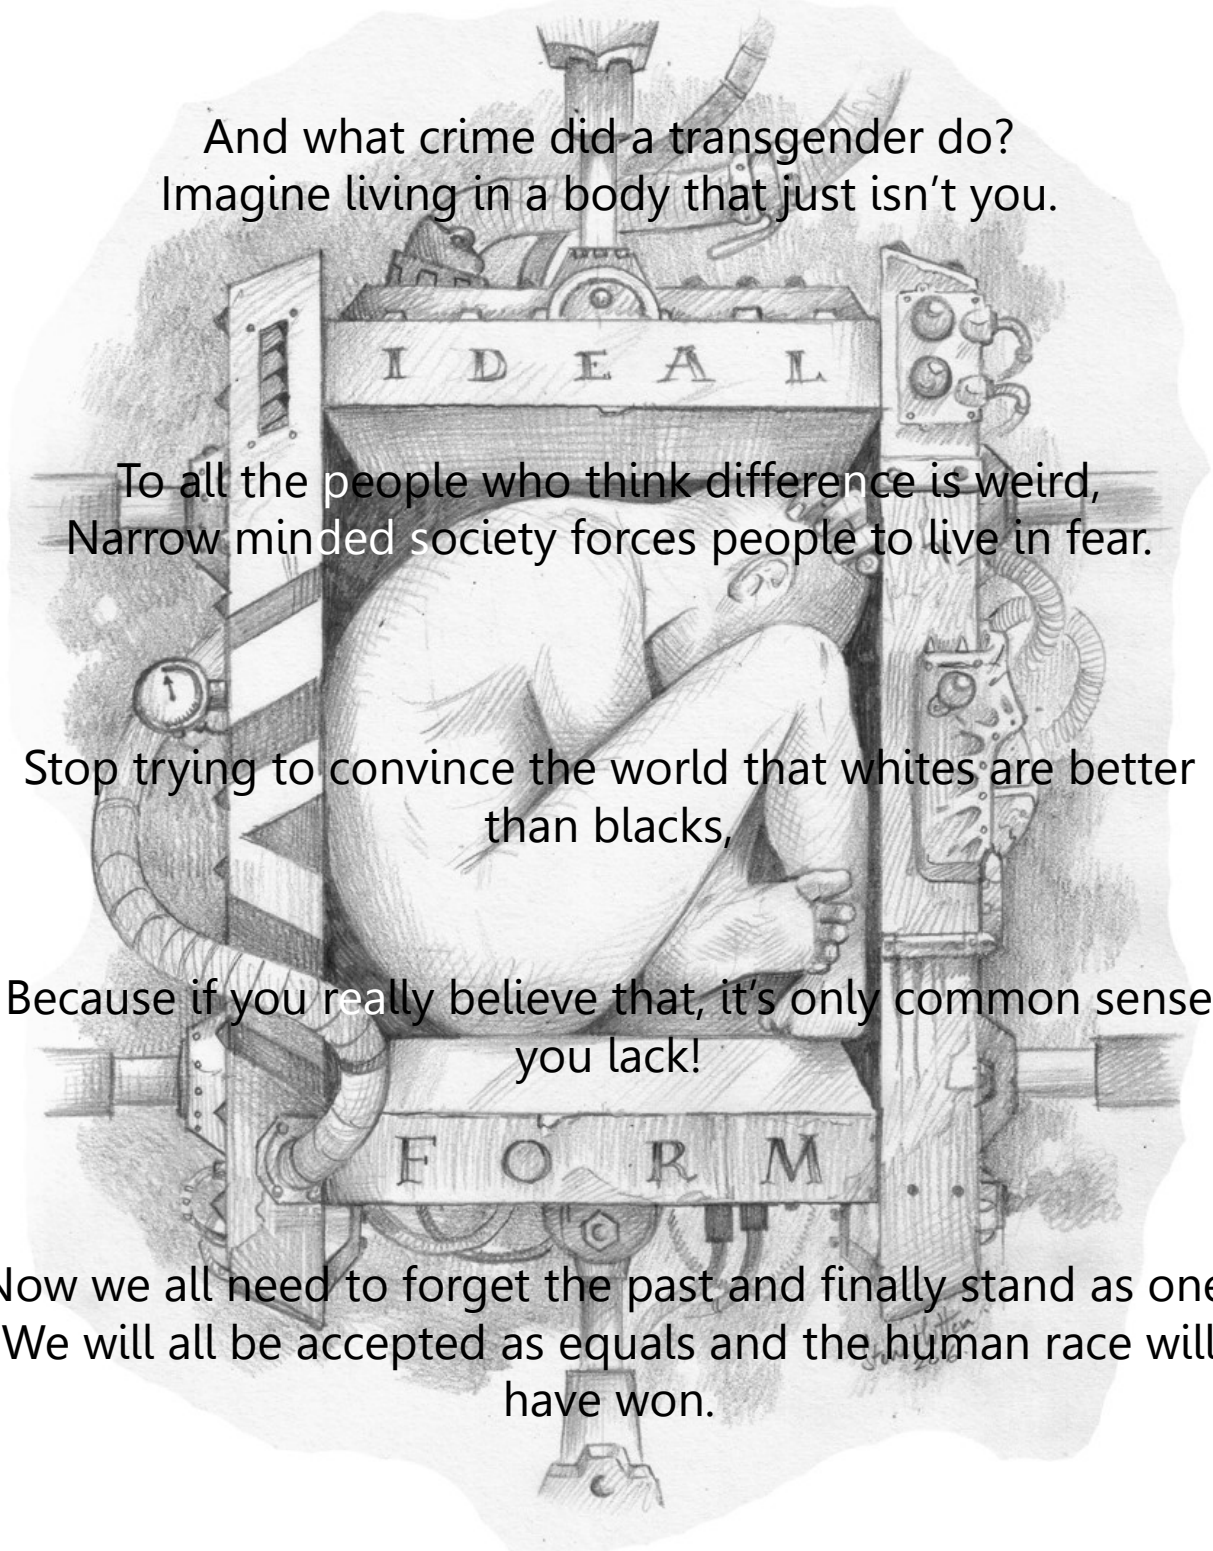 And what crime did a transgender do?
Imagine living in a body that just isn't you.
I D E A L
To all the people who think difference is weird,
Narrow minded society forces people to live in fear.
Stop trying to convince the world that whites are better
than blacks,
Because if you really believe that, it's only common sense
you lack!
F O R M
Now we all need to forget the past and finally stand as one
We will all be accepted as equals and the human race will
have won.